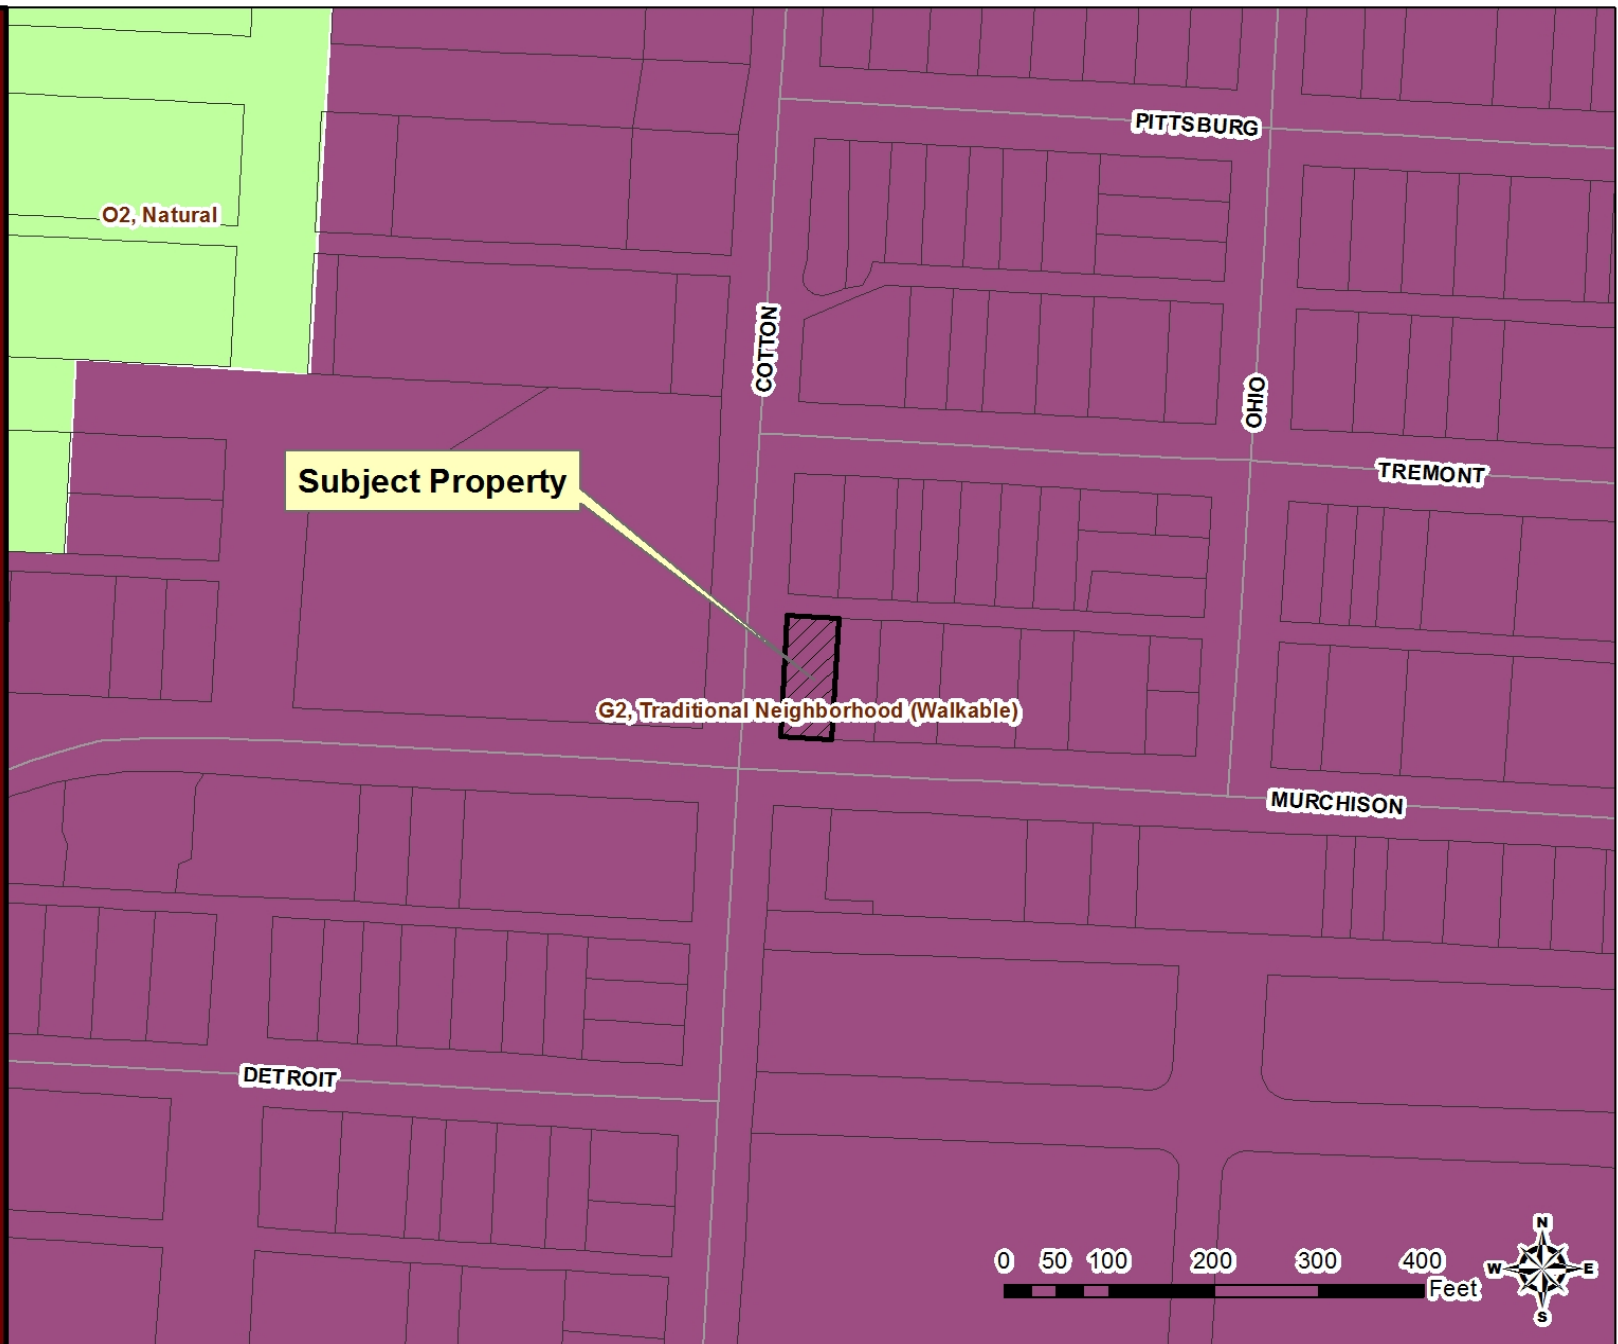 PITTSBURG
O2, Natural
COTTON
OHIO
TREMONT
Subject Property
G2, Traditional Neighborhood (Walkable)
MURCHISON
DETROIT
N
0 50 100 200 300 400
W E
Feet
S